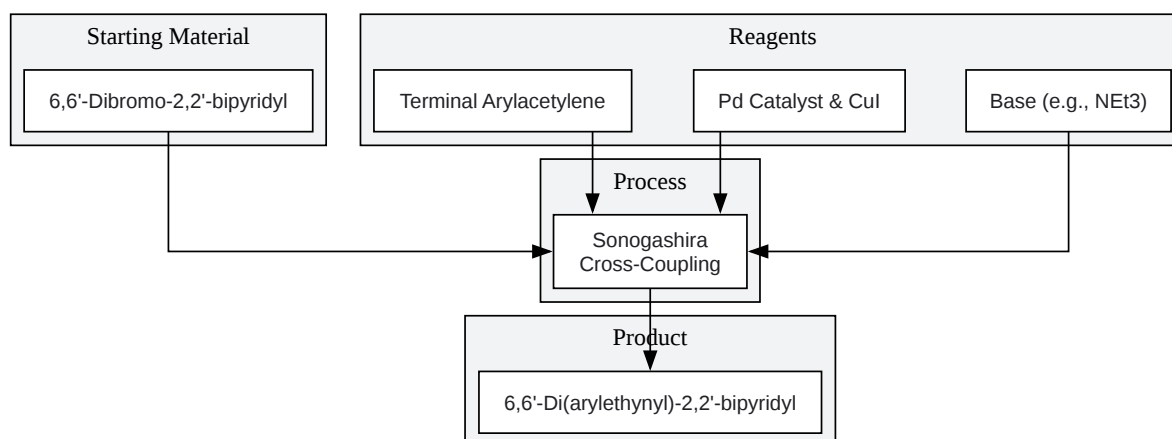 Starting Material
6,6'-Dibromo-2,2'-bipyridyl
Reagents
Terminal Arylacetylene
Pd Catalyst & CuI
Base (e.g., NEt3)
Process
Sonogashira
Cross-Coupling
Product
6,6'-Di(arylethynyl)-2,2'-bipyridyl